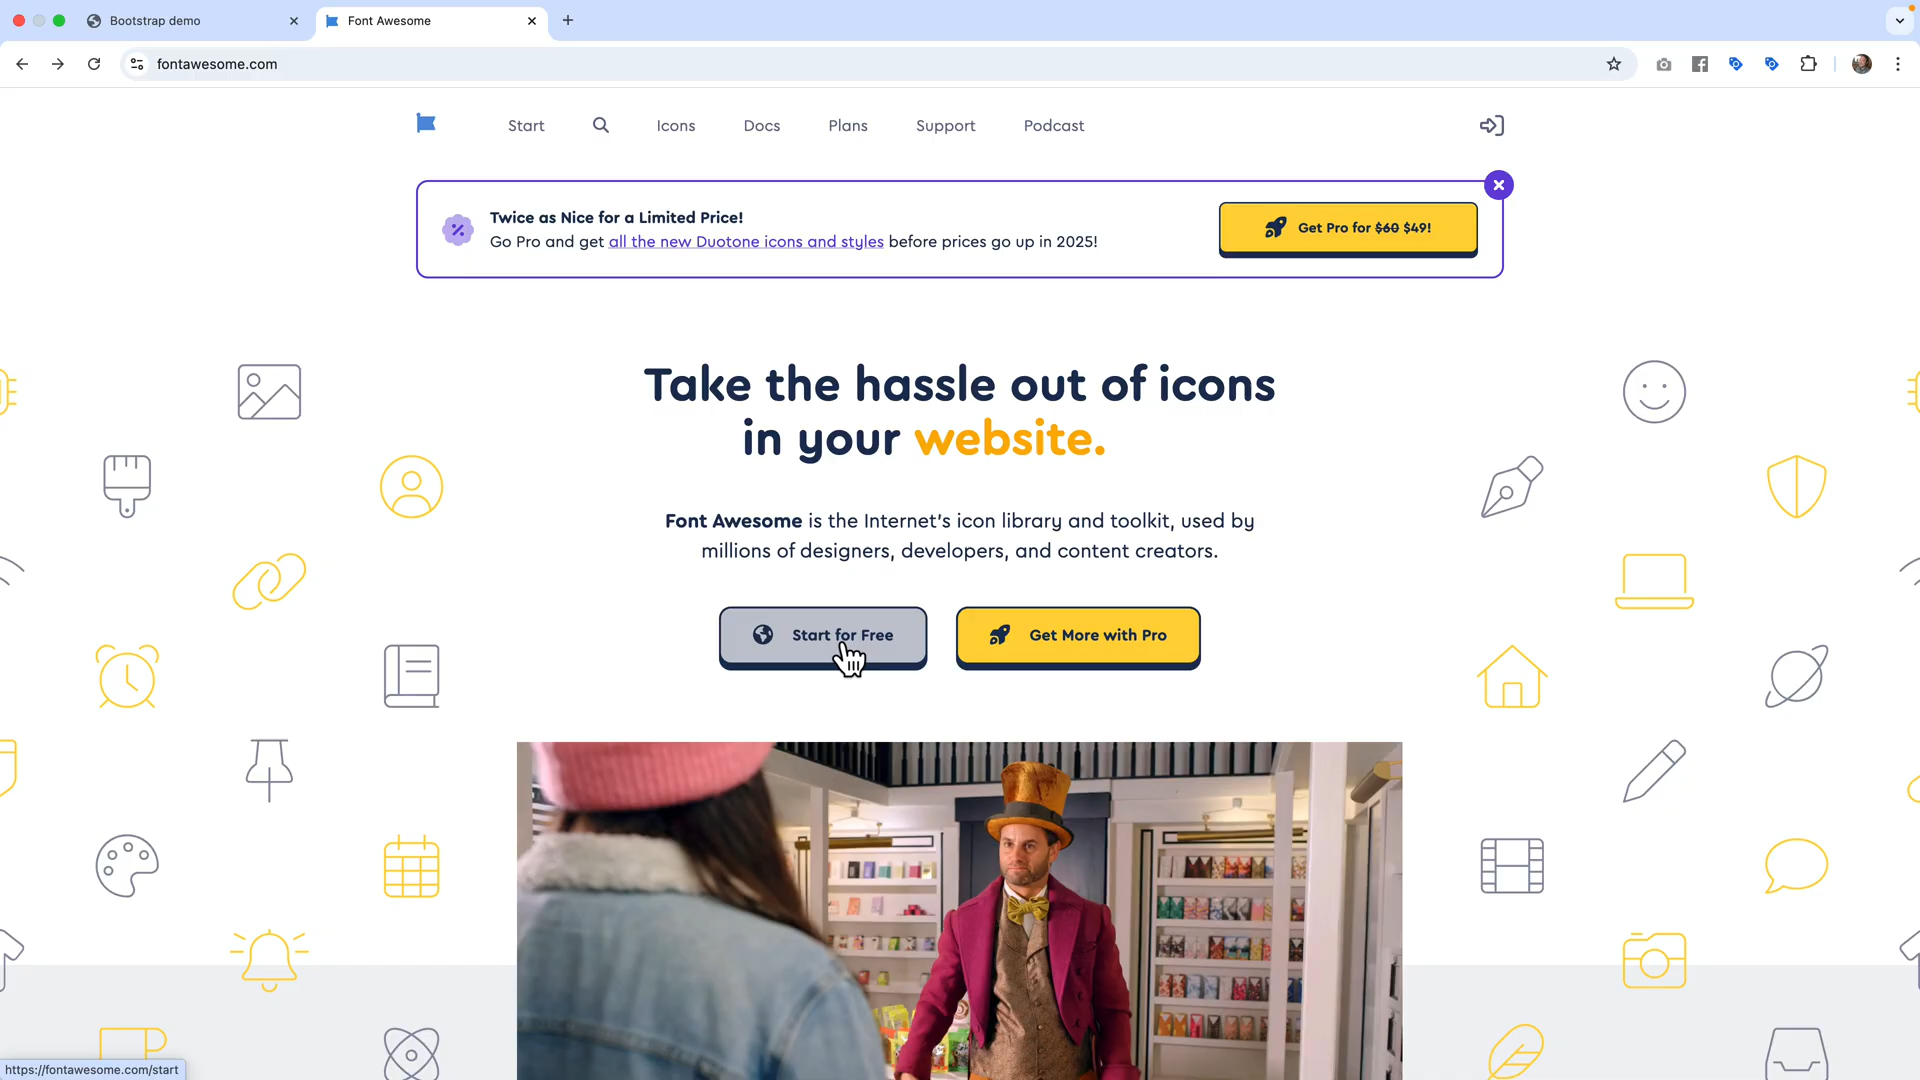 Bootstrap demo
Font Awesome
fontawesome.com
Start
Icons
Docs
Plans
Support
Podcast
Twice as Nice for a Limited Price!
Go Pro and get all the new Duotone icons and styles before prices go up in 2025!
Get Pro for $60 $49!
Take the hassle out of icons
in your website.
Font Awesome is the Internet's icon library and toolkit, used by
millions of designers, developers, and content creators.
Start for Free
Get More with Pro
https://fontawesome.com/start